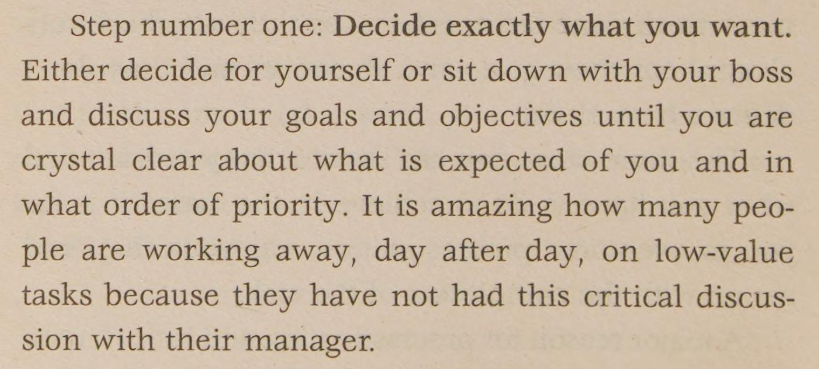 Step number one: Decide exactly what you want.
Either decide for yourself or sit down with your boss
and discuss your goals and objectives until you are
crystal clear about what is expected of you and in
what order of priority. It is amazing how many peo-
ple are working away, day after day, on low-value
tasks because they have not had this critical discus-
sion with their manager.